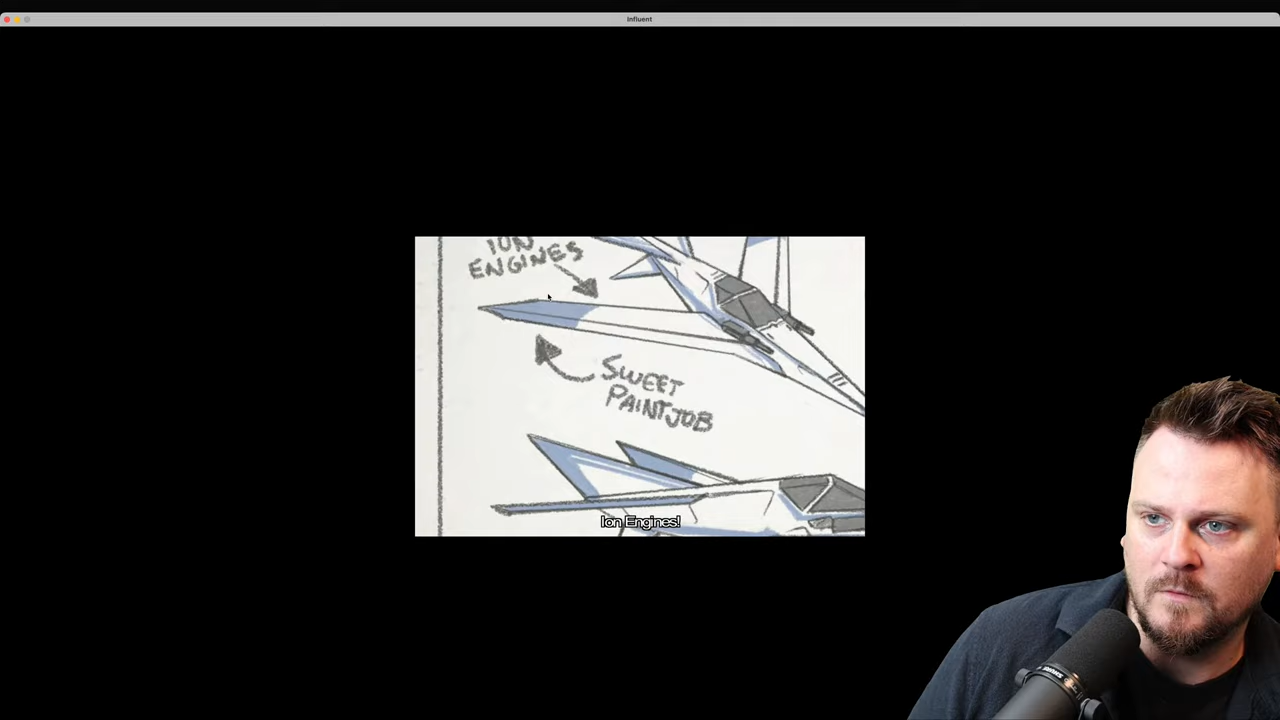 Influent
ION
ENGINES
SWEET
PAINTJOB
Ion Engines!